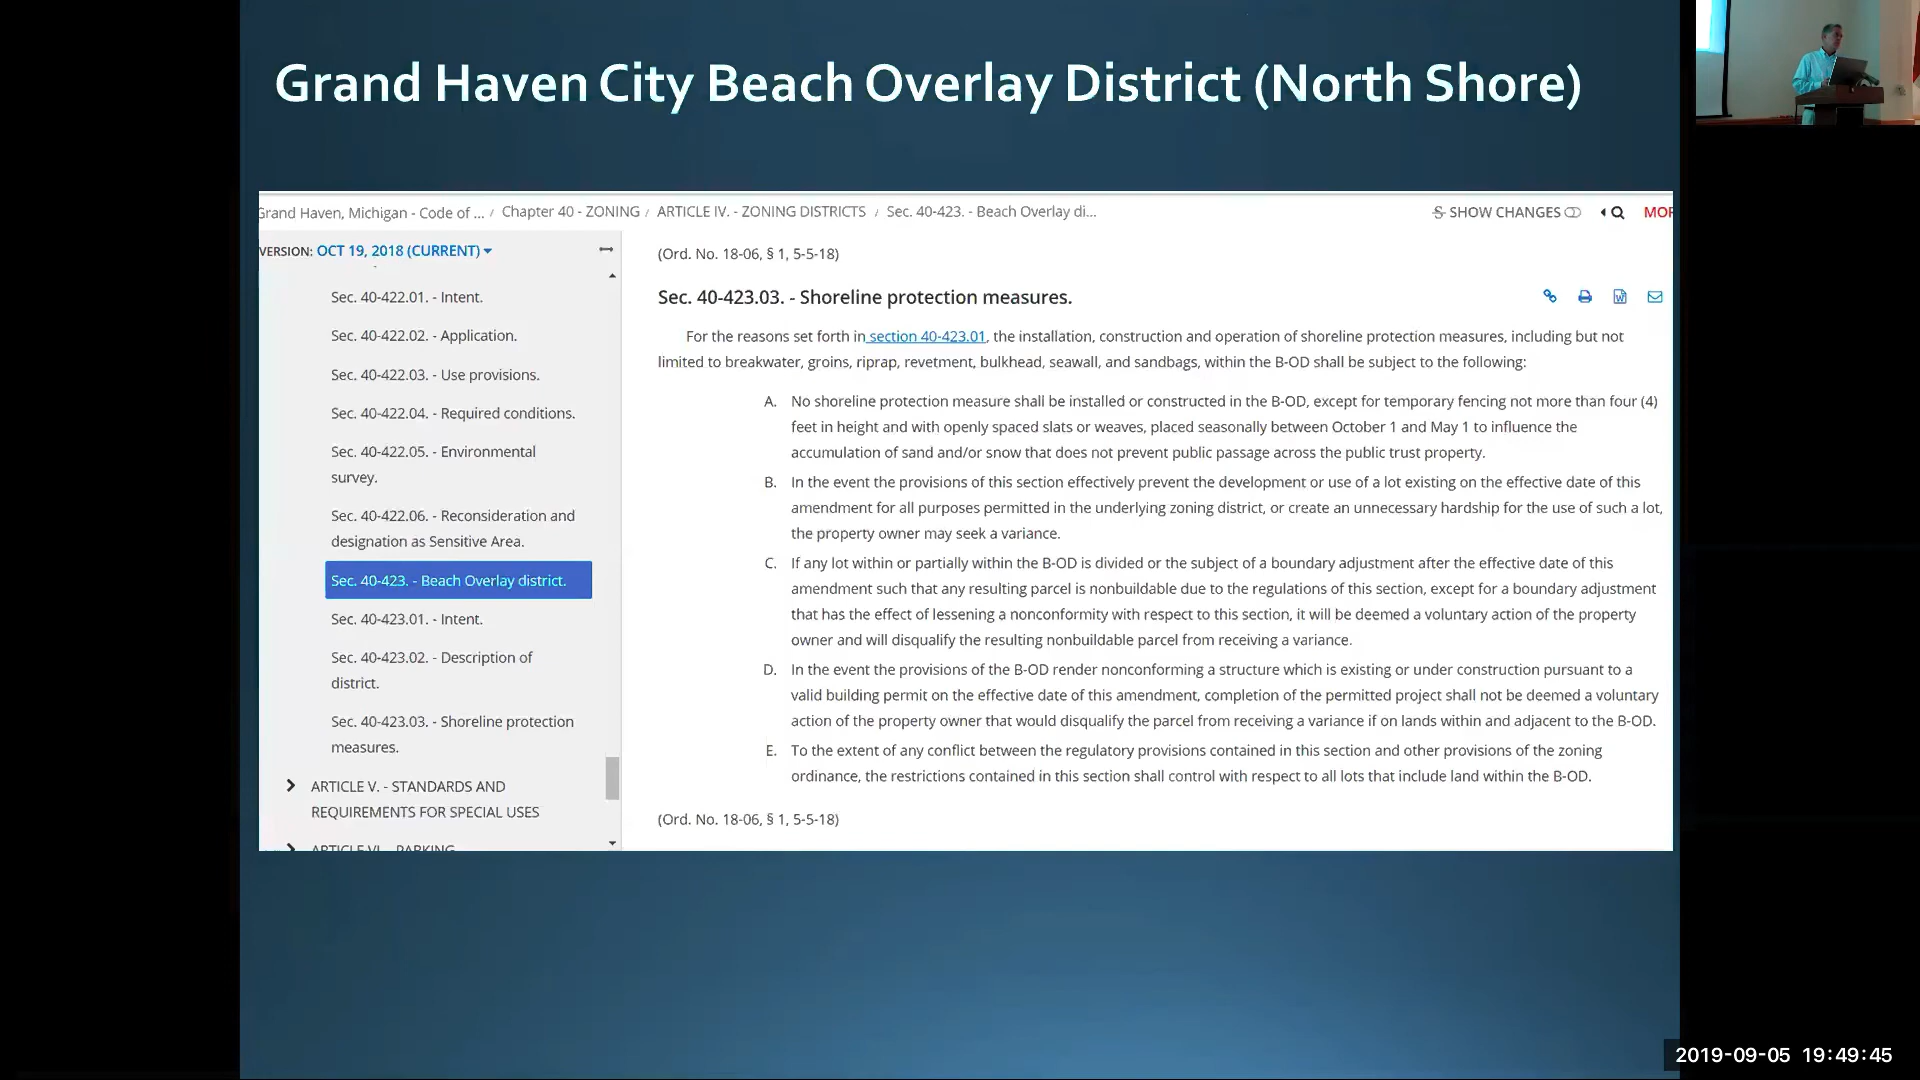 Grand Haven City Beach Overlay District (North Shore)
Grand Haven, Michigan - Code of ... / Chapter 40 - ZONING / ARTICLE IV. - ZONING DISTRICTS / Sec. 40-423. - Beach Overlay di...
SHOW CHANGES
VERSION: OCT 19, 2018 (CURRENT)
Sec. 40-422.01. - Intent.
Sec. 40-422.02. - Application.
Sec. 40-422.03. - Use provisions.
Sec. 40-422.04. - Required conditions.
Sec. 40-422.05. - Environmental
survey.
Sec. 40-422.06. - Reconsideration and
designation as Sensitive Area.
Sec. 40-423. - Beach Overlay district.
Sec. 40-423.01. - Intent.
Sec. 40-423.02. - Description of
district.
Sec. 40-423.03. - Shoreline protection
measures.
ARTICLE V. - STANDARDS AND
REQUIREMENTS FOR SPECIAL USES
ARTICLE VI. - PARKING
(Ord. No. 18-06, § 1, 5-5-18)
Sec. 40-423.03. - Shoreline protection measures.
For the reasons set forth in section 40-423.01, the installation, construction and operation of shoreline protection measures, including but not
limited to breakwater, groins, riprap, revetment, bulkhead, seawall, and sandbags, within the B-OD shall be subject to the following:
A. No shoreline protection measure shall be installed or constructed in the B-OD, except for temporary fencing not more than four (4)
feet in height and with openly spaced slats or weaves, placed seasonally between October 1 and May 1 to influence the
accumulation of sand and/or snow that does not prevent public passage across the public trust property.
B. In the event the provisions of this section effectively prevent the development or use of a lot existing on the effective date of this
amendment for all purposes permitted in the underlying zoning district, or create an unnecessary hardship for the use of such a lot,
the property owner may seek a variance.
C. If any lot within or partially within the B-OD is divided or the subject of a boundary adjustment after the effective date of this
amendment such that any resulting parcel is nonbuildable due to the regulations of this section, except for a boundary adjustment
that has the effect of lessening a nonconformity with respect to this section, it will be deemed a voluntary action of the property
owner and will disqualify the resulting nonbuildable parcel from receiving a variance.
D. In the event the provisions of the B-OD render nonconforming a structure which is existing or under construction pursuant to a
valid building permit on the effective date of this amendment, completion of the permitted project shall not be deemed a voluntary
action of the property owner that would disqualify the parcel from receiving a variance if on lands within and adjacent to the B-OD.
E. To the extent of any conflict between the regulatory provisions contained in this section and other provisions of the zoning
ordinance, the restrictions contained in this section shall control with respect to all lots that include land within the B-OD.
(Ord. No. 18-06, § 1, 5-5-18)
2019-09-05 19:49:45